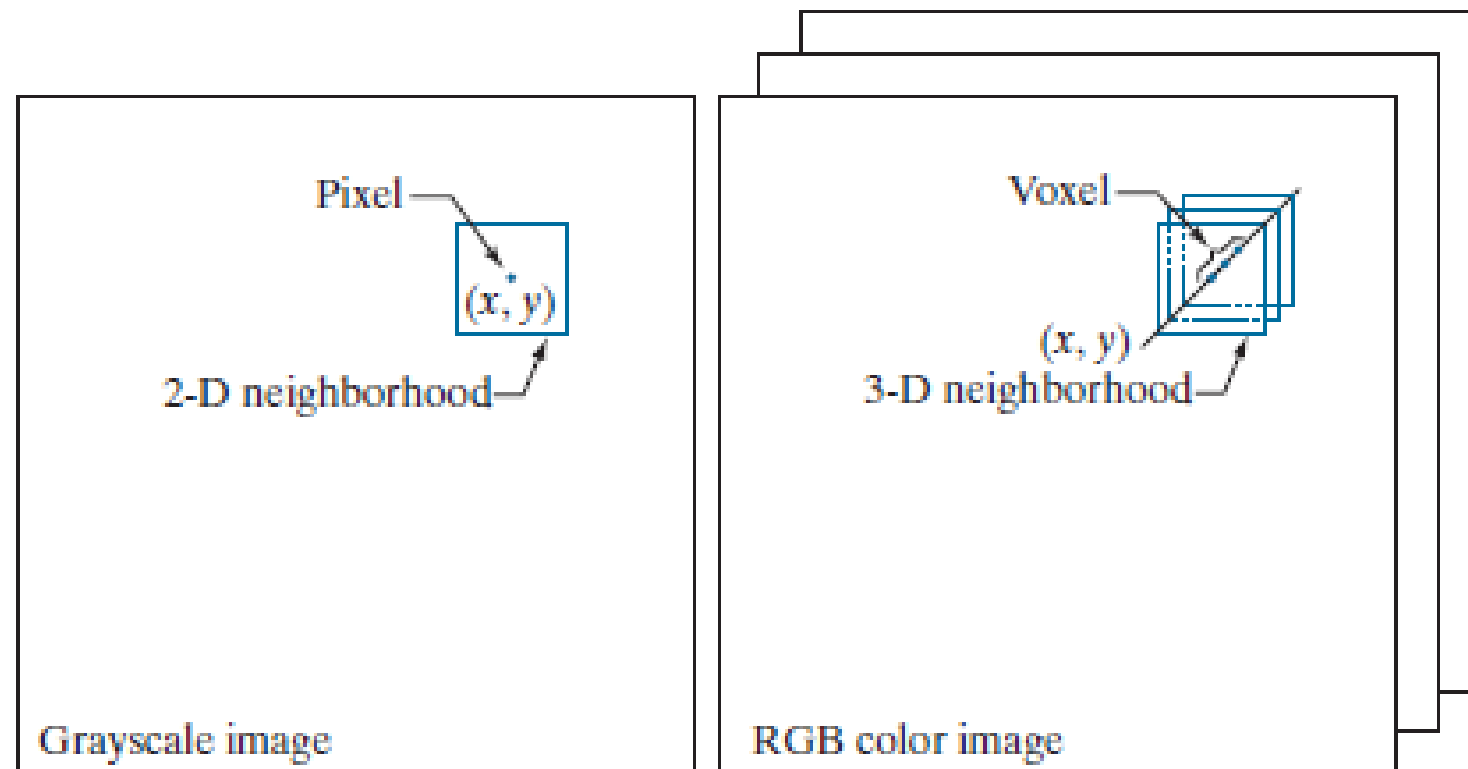 Pixel
(x, y)
2-D neighborhood
Grayscale image
Voxel
(x, y)
3-D neighborhood
RGB color image